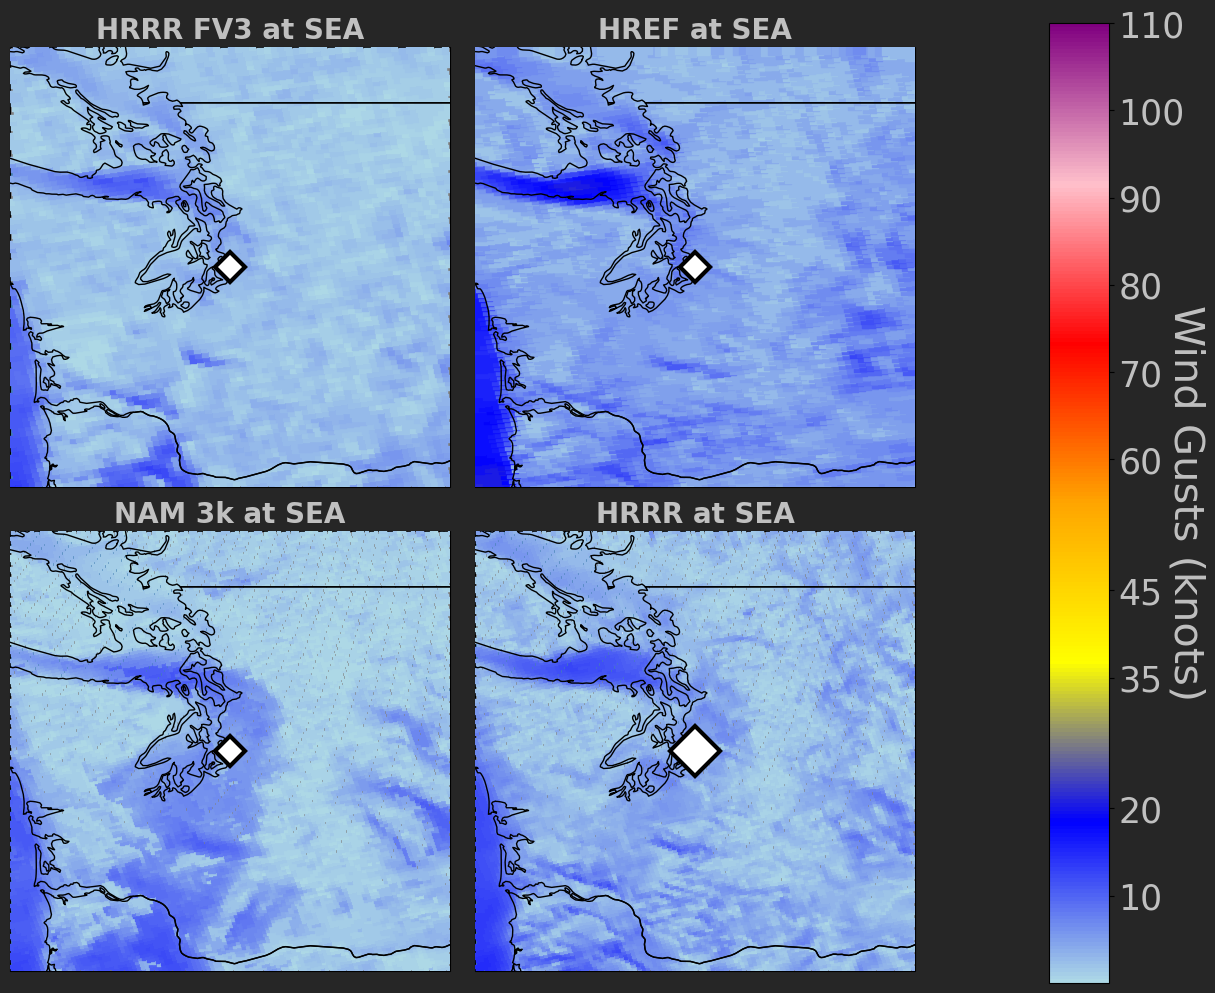 HRRR FV3 at SEA
HREF at SEA
NAM 3k at SEA
HRRR at SEA
110
100
90
80
70
60
45
35
20
10
Wind Gusts (knots)